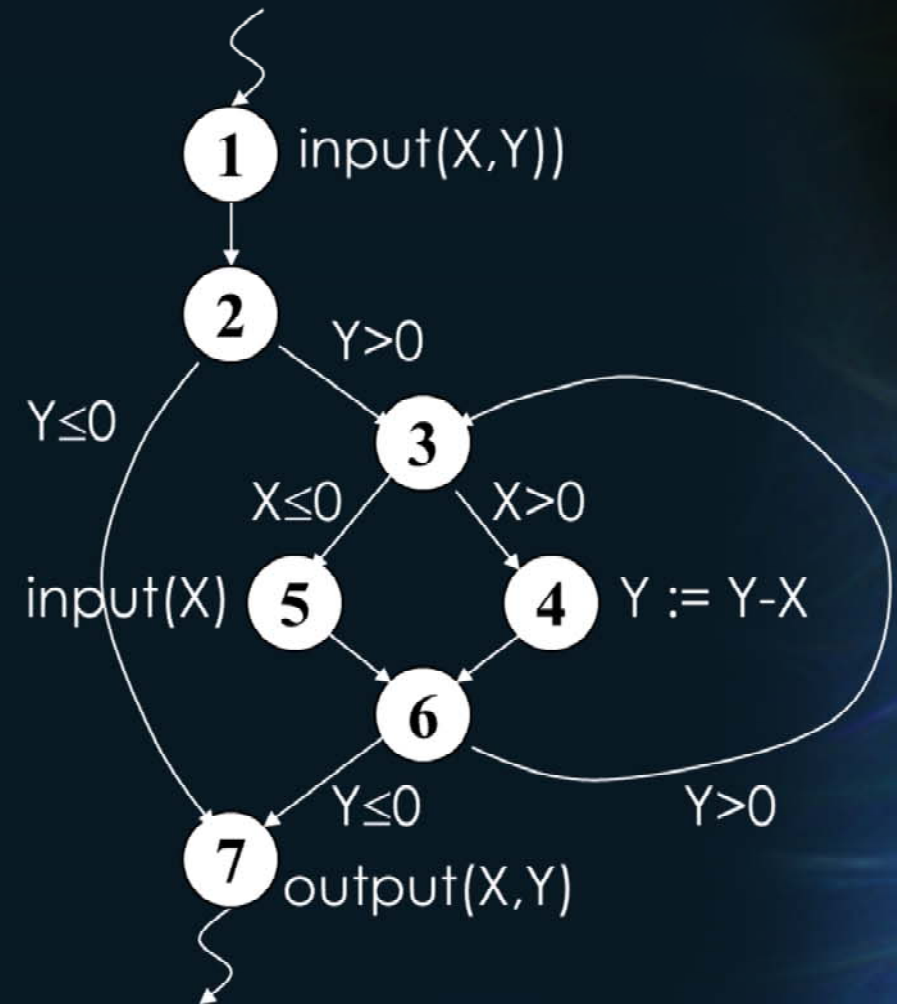 1 input(X,Y))
2
Y>0
Y≤0
3
X≤0 X>0
input(X) 5 4 Y := Y-X
6
Y≤0 Y>0
7
output(X,Y)